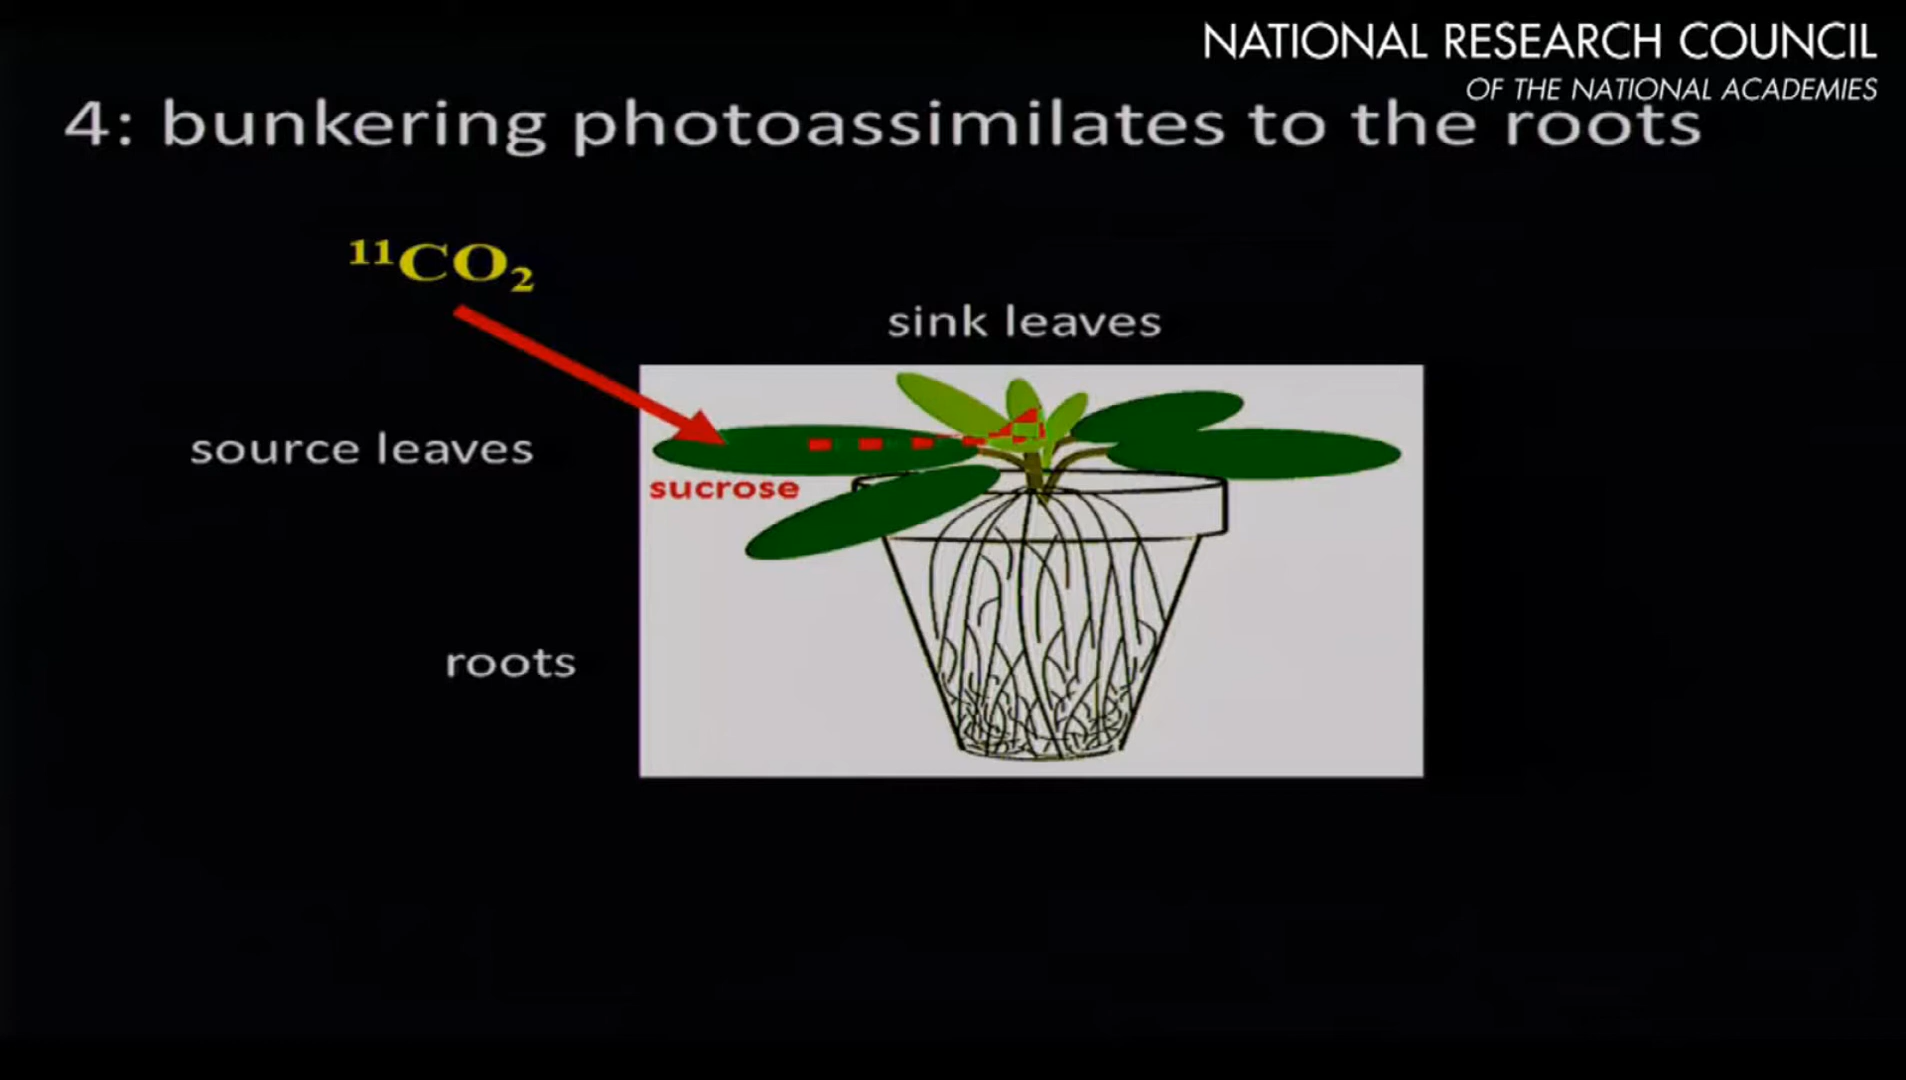 NATIONAL RESEARCH COUNCIL
OF THE NATIONAL ACADEMIES
4: bunkering photoassimilates to the roots
¹¹CO₂
sink leaves
source leaves
sucrose
roots